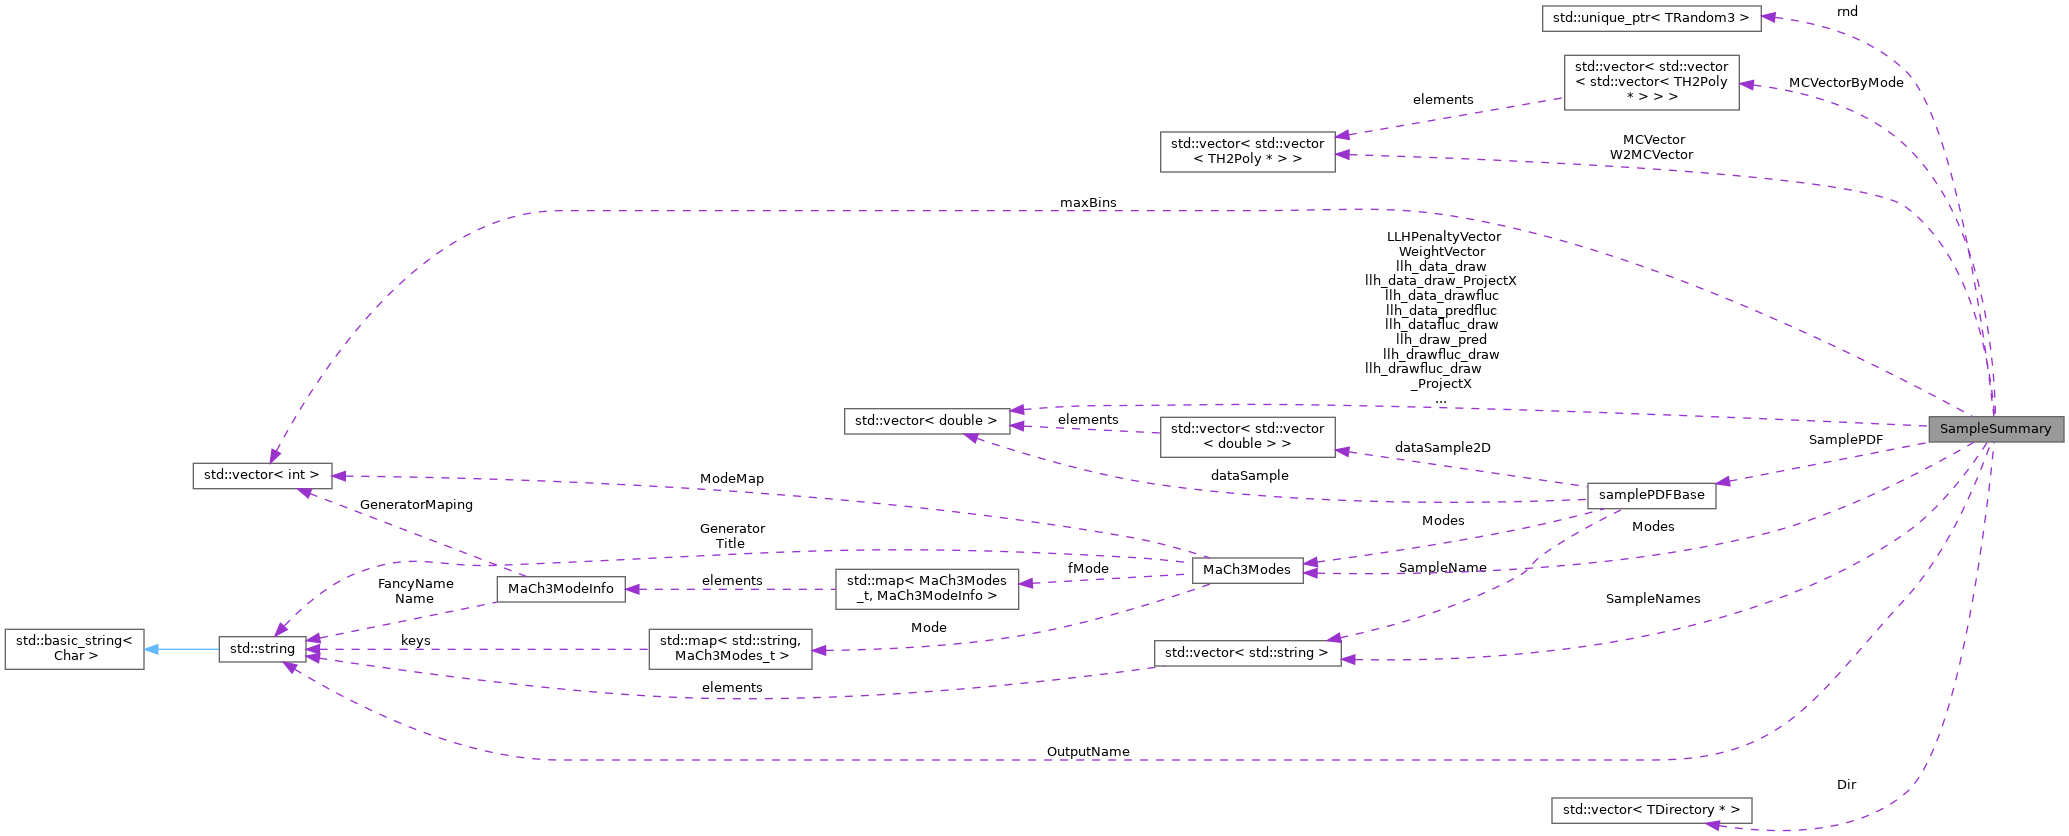 rnd
std::unique_ptr< TRandom3 >
std::vector< std::vector
< std::vector< TH2Poly
* > > >
MCVectorByMode
elements
std::vector< std::vector
< TH2Poly * > >
MCVector
W2MCVector
maxBins
LLHPenaltyVector
WeightVector
llh_data_draw
llh_data_draw_ProjectX
llh_data_drawfluc
llh_data_predfluc
llh_datafluc_draw
llh_draw_pred
llh_drawfluc_draw
llh_drawfluc_draw
_ProjectX
...
std::vector< double >
elements
std::vector< std::vector
< double > >
SampleSummary
SamplePDF
dataSample2D
dataSample
std::vector< int >
ModeMap
samplePDFBase
GeneratorMaping
Generator
Title
Modes
Modes
FancyName
Name
MaCh3ModeInfo
elements
std::map< MaCh3Modes
_t, MaCh3ModeInfo >
fMode
MaCh3Modes
SampleName
SampleNames
std::basic_string<
Char >
std::string
keys
std::map< std::string,
MaCh3Modes_t >
Mode
std::vector< std::string >
elements
OutputName
Dir
std::vector< TDirectory * >